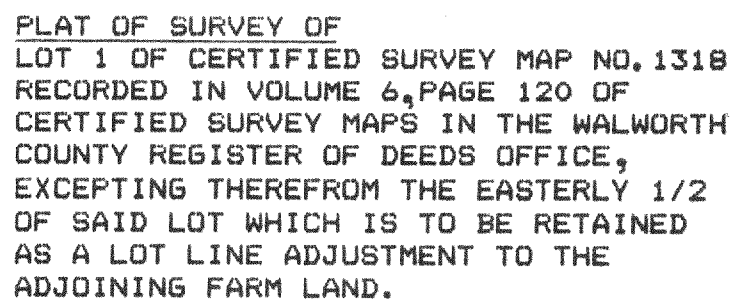 PLAT OF SURVEY OF
LOT 1 OF CERTIFIED SURVEY MAP NO. 1318
RECORDED IN VOLUME 6, PAGE 120 OF
CERTIFIED SURVEY MAPS IN THE WALWORTH
COUNTY REGISTER OF DEEDS OFFICE,
EXCEPTING THEREFROM THE EASTERLY 1/2
OF SAID LOT WHICH IS TO BE RETAINED
AS A LOT LINE ADJUSTMENT TO THE
ADJOINING FARM LAND.